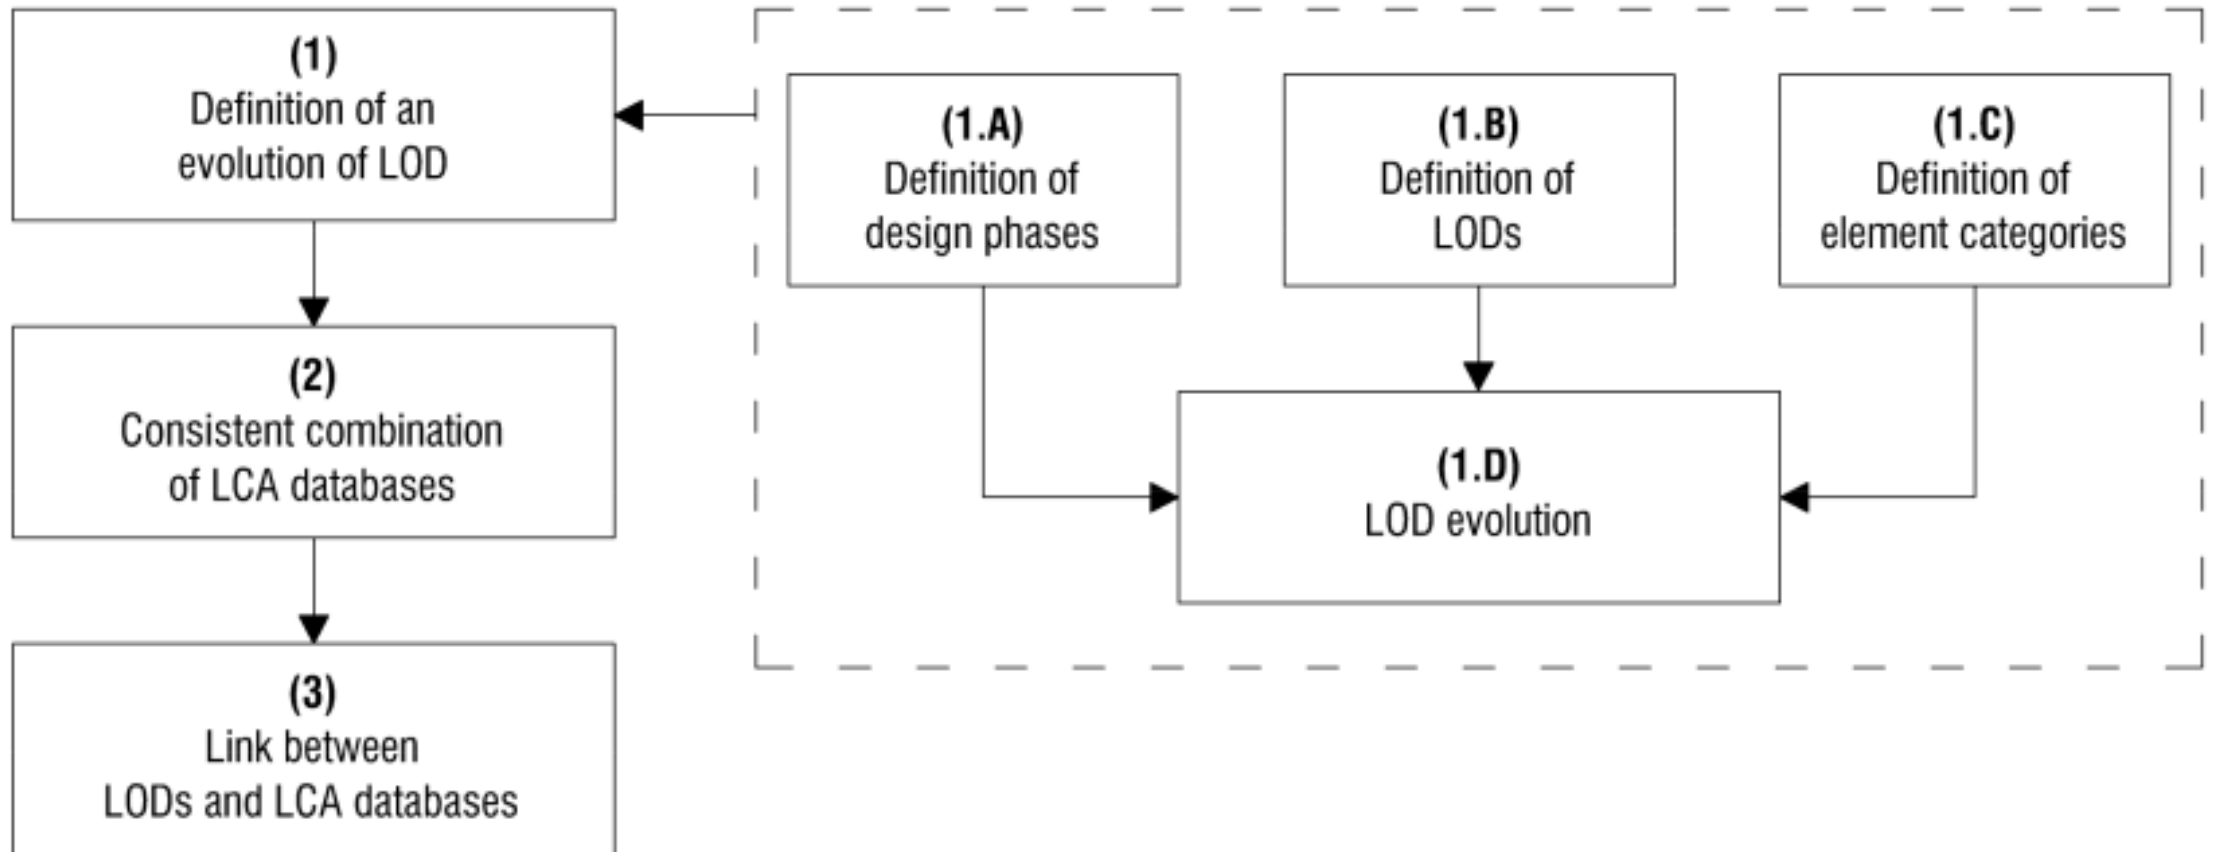 (1)
Definition of an
evolution of LOD
(2)
Consistent combination
of LCA databases
(3)
Link between
LODs and LCA databases
(1.A)
Definition of
design phases
(1.B)
Definition of
LODs
(1.C)
Definition of
element categories
(1.D)
LOD evolution